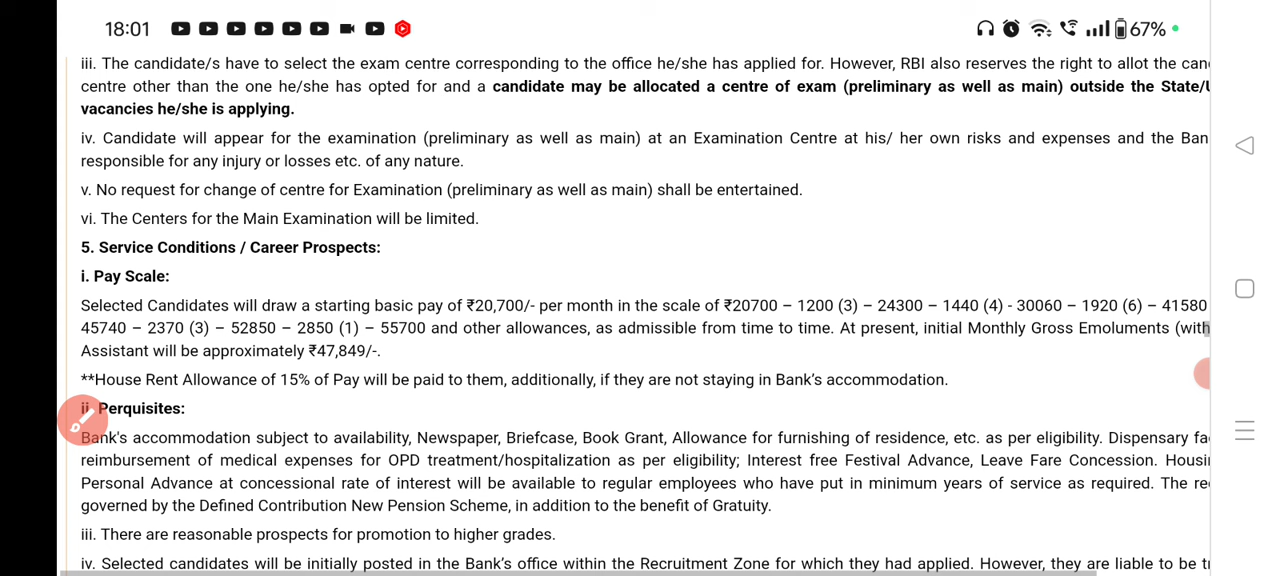 18:01
67%
iii. The candidate/s have to select the exam centre corresponding to the office he/she has applied for. However, RBI also reserves the right to allot the
centre other than the one he/she has opted for and a candidate may be allocated a centre of exam (preliminary as well as main) outside the
vacancies he/she is applying.
iv. Candidate will appear for the examination (preliminary as well as main) at an Examination Centre at his/ her own risks and expenses and the
responsible for any injury or losses etc. of any nature.
v. No request for change of centre for Examination (preliminary as well as main) shall be entertained.
vi. The Centers for the Main Examination will be limited.
5. Service Conditions / Career Prospects:
i. Pay Scale:
Selected Candidates will draw a starting basic pay of ₹20,700/- per month in the scale of ₹20700 – 1200 (3) – 24300 – 1440 (4) - 30060 – 1920 (6) – 41580
45740 – 2370 (3) – 52850 – 2850 (1) – 55700 and other allowances, as admissible from time to time. At present, initial Monthly Gross Emoluments
Assistant will be approximately ₹47,849/-.
**House Rent Allowance of 15% of Pay will be paid to them, additionally, if they are not staying in Bank's accommodation.
ii. Perquisites:
Bank's accommodation subject to availability, Newspaper, Briefcase, Book Grant, Allowance for furnishing of residence, etc. as per eligibility. Dispensary
reimbursement of medical expenses for OPD treatment/hospitalization as per eligibility; Interest free Festival Advance, Leave Fare Concession.
Personal Advance at concessional rate of interest will be available to regular employees who have put in minimum years of service as required. The
governed by the Defined Contribution New Pension Scheme, in addition to the benefit of Gratuity.
iii. There are reasonable prospects for promotion to higher grades.
iv. Selected candidates will be initially posted in the Bank's office within the Recruitment Zone for which they had applied. However, they are liable to be